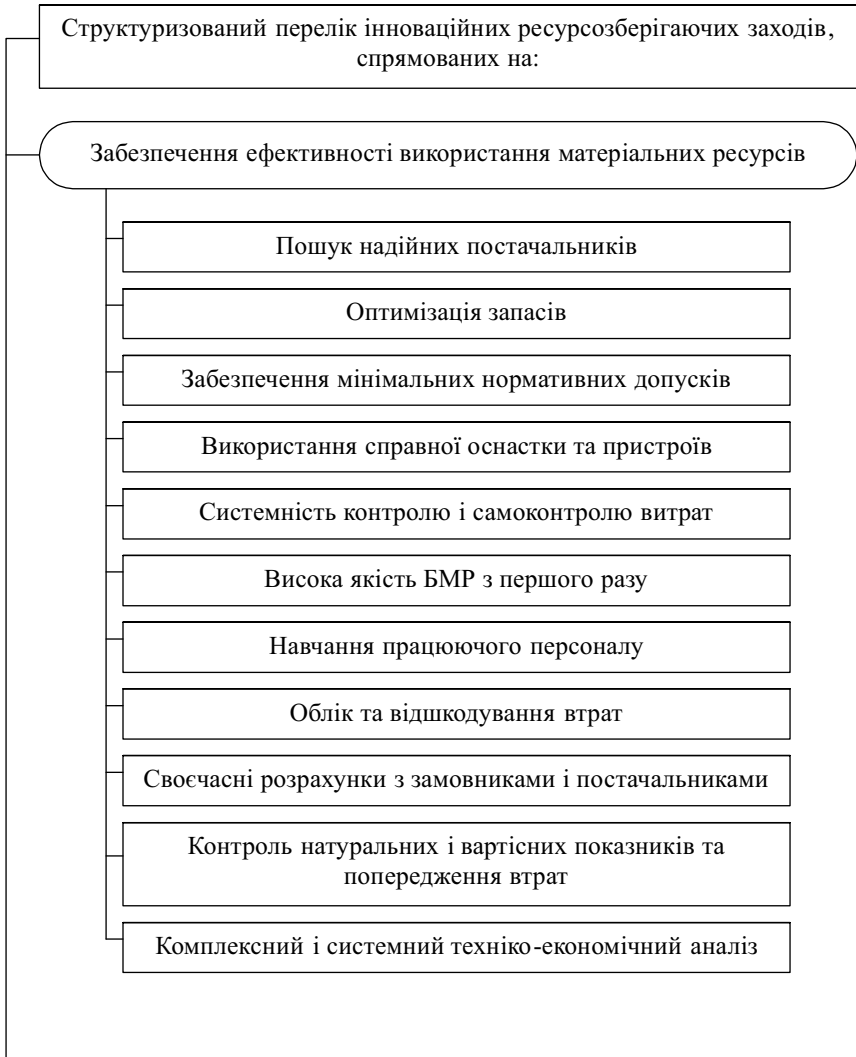 Структуризований перелік інноваційних ресурсозберігаючих заходів,
спрямованих на:
Забезпечення ефективності використання матеріальних ресурсів
Пошук надійних постачальників
Оптимізація запасів
Забезпечення мінімальних нормативних допусків
Використання справної оснастки та пристроїв
Системність контролю і самоконтролю витрат
Висока якість БМР з першого разу
Навчання працюючого персоналу
Облік та відшкодування втрат
Своєчасні розрахунки з замовниками і постачальниками
Контроль натуральних і вартісних показників та
попередження втрат
Комплексний і системний техніко-економічний аналіз